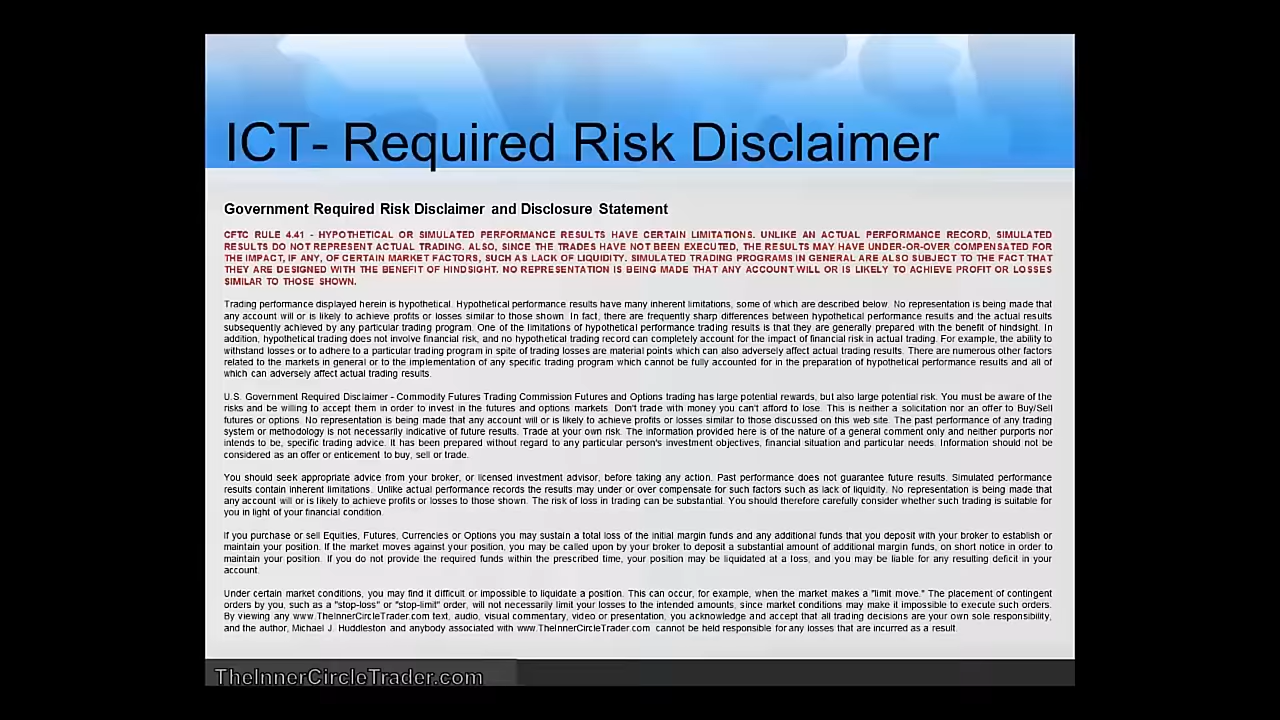 ICT- Required Risk Disclaimer
Government Required Risk Disclaimer and Disclosure Statement
CFTC RULE 4.41 - HYPOTHETICAL OR SIMULATED PERFORMANCE RESULTS HAVE CERTAIN LIMITATIONS. UNLIKE AN ACTUAL PERFORMANCE RECORD, SIMULATED
RESULTS DO NOT REPRESENT ACTUAL TRADING. ALSO, SINCE THE TRADES HAVE NOT BEEN EXECUTED, THE RESULTS MAY HAVE UNDER-OR-OVER COMPENSATED FOR
THE IMPACT, IF ANY, OF CERTAIN MARKET FACTORS, SUCH AS LACK OF LIQUIDITY. SIMULATED TRADING PROGRAMS IN GENERAL ARE ALSO SUBJECT TO THE FACT THAT
THEY ARE DESIGNED WITH THE BENEFIT OF HINDSIGHT. NO REPRESENTATION IS BEING MADE THAT ANY ACCOUNT WILL OR IS LIKELY TO ACHIEVE PROFIT OR LOSSES
SIMILAR TO THOSE SHOWN.
Trading performance displayed herein is hypothetical. Hypothetical performance results have many inherent limitations, some of which are described below. No representation is being made that
any account will or is likely to achieve profits or losses similar to those shown. In fact, there are frequently sharp differences between hypothetical performance results and the actual results
subsequently achieved by any particular trading program. One of the limitations of hypothetical performance trading results is that they are generally prepared with the benefit of hindsight. In
addition, hypothetical trading does not involve financial risk, and no hypothetical trading record can completely account for the impact of financial risk in actual trading. For example, the ability to
withstand losses or to adhere to a particular trading program in spite of trading losses are material points which can also adversely affect actual trading results. There are numerous other factors
related to the markets in general or to the implementation of any specific trading program which cannot be fully accounted for in the preparation of hypothetical performance results and all of
which can adversely affect actual trading results.
U.S. Government Required Disclaimer - Commodity Futures Trading Commission Futures and Options trading has large potential rewards, but also large potential risk. You must be aware of the
risks and be willing to accept them in order to invest in the futures and options markets. Don't trade with money you can't afford to lose. This is neither a solicitation nor an offer to Buy/Sell
futures or options. No representation is being made that any account will or is likely to achieve profits or losses similar to those discussed on this web site. The past performance of any trading
system or methodology is not necessarily indicative of future results. Trade at your own risk. The information provided here is of the nature of a general comment only and neither purports nor
intends to be, specific trading advice. It has been prepared without regard to any particular person's investment objectives, financial situation and particular needs. Information should not be
considered as an offer or enticement to buy, sell or trade.
You should seek appropriate advice from your broker, or licensed investment advisor, before taking any action. Past performance does not guarantee future results. Simulated performance
results contain inherent limitations. Unlike actual performance records the results may under or over compensate for such factors such as lack of liquidity. No representation is being made that
any account will or is likely to achieve profits or losses to those shown. The risk of loss in trading can be substantial. You should therefore carefully consider whether such trading is suitable for
you in light of your financial condition.
If you purchase or sell Equities, Futures, Currencies or Options you may sustain a total loss of the initial margin funds and any additional funds that you deposit with your broker to establish or
maintain your position. If the market moves against your position, you may be called upon by your broker to deposit a substantial amount of additional margin funds, on short notice in order to
maintain your position. If you do not provide the required funds within the prescribed time, your position may be liquidated at a loss, and you may be liable for any resulting deficit in your
account.
Under certain market conditions, you may find it difficult or impossible to liquidate a position. This can occur, for example, when the market makes a "limit move." The placement of contingent
orders by you, such as a "stop-loss" or "stop-limit" order, will not necessarily limit your losses to the intended amounts, since market conditions may make it impossible to execute such orders.
By viewing any www.TheInnerCircleTrader.com text, audio, visual commentary, video or presentation, you acknowledge and accept that all trading decisions are your own sole responsibility,
and the author, Michael J. Huddleston and anybody associated with www.TheInnerCircleTrader.com cannot be held responsible for any losses that are incurred as a result.
TheInnerCircleTrader.com